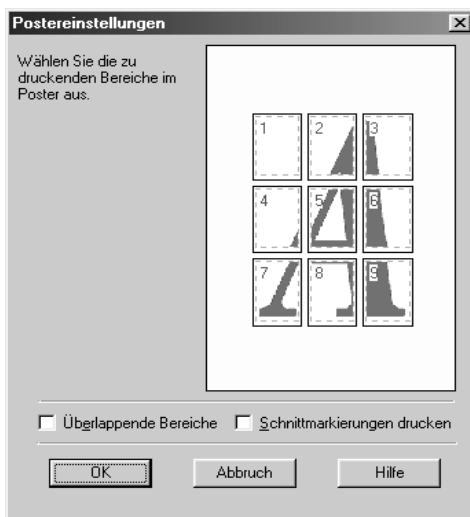 Postereinstellungen
Wählen Sie die zu
druckenden Bereiche im
Poster aus.
1 2 3
4 5 6
7 8 9
Überlappende Bereiche Schnittmarkierungen drucken
OK Abbruch Hilfe